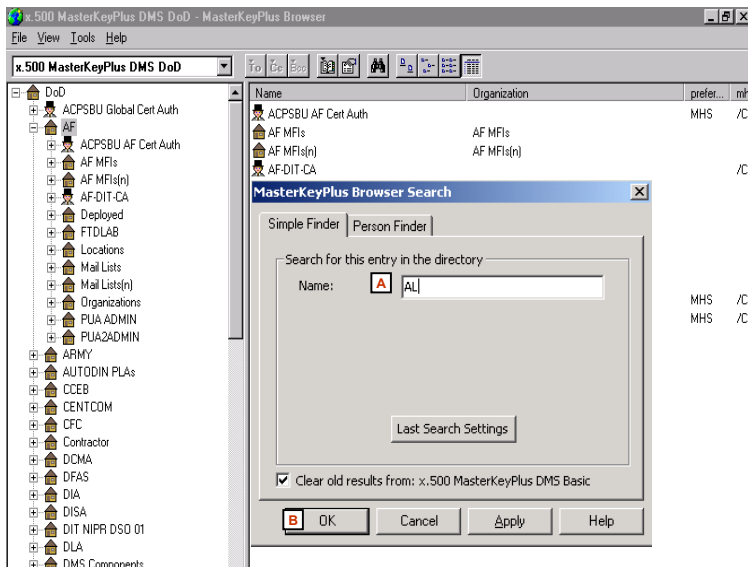 x.500 MasterKeyPlus DMS DoD - MasterKeyPlus Browser
File View Tools Help
x.500 MasterKeyPlus DMS DoD
To Cc Bcc
DoD
ACPSBU Global Cert Auth
AF
ACPSBU AF Cert Auth
AF MFIs
AF MFIs(n)
AF-DIT-CA
Deployed
FTDLAB
Locations
Mail Lists
Mail Lists(n)
Organizations
PUA ADMIN
PUA2ADMIN
ARMY
AUTODIN PLAs
CCEB
CENTCOM
CFC
Contractor
DCMA
DFAS
DIA
DISA
DIT NIPR DSO 01
DLA
DMS Components
Name Organization prefer... mh
ACPSBU AF Cert Auth MHS /C
AF MFIs AF MFIs
AF MFIs(n) AF MFIs(n)
AF-DIT-CA /C
MHS /C
MHS /C
MasterKeyPlus Browser Search
Simple Finder Person Finder
Search for this entry in the directory
Name: A AL
Last Search Settings
Clear old results from: x.500 MasterKeyPlus DMS Basic
B OK Cancel Apply Help